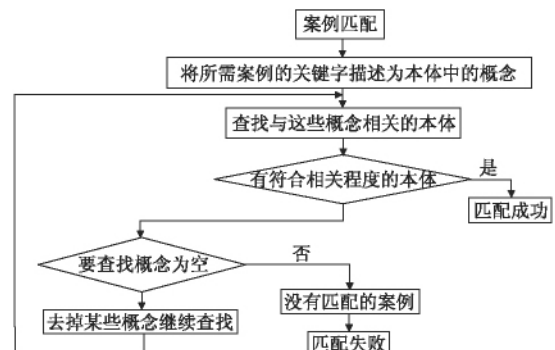 案例匹配
将所需案例的关键字描述为本体中的概念
查找与这些概念相关的本体
有符合相关程度的本体
是
匹配成功
要查找概念为空
否
没有匹配的案例
去掉某些概念继续查找
匹配失败